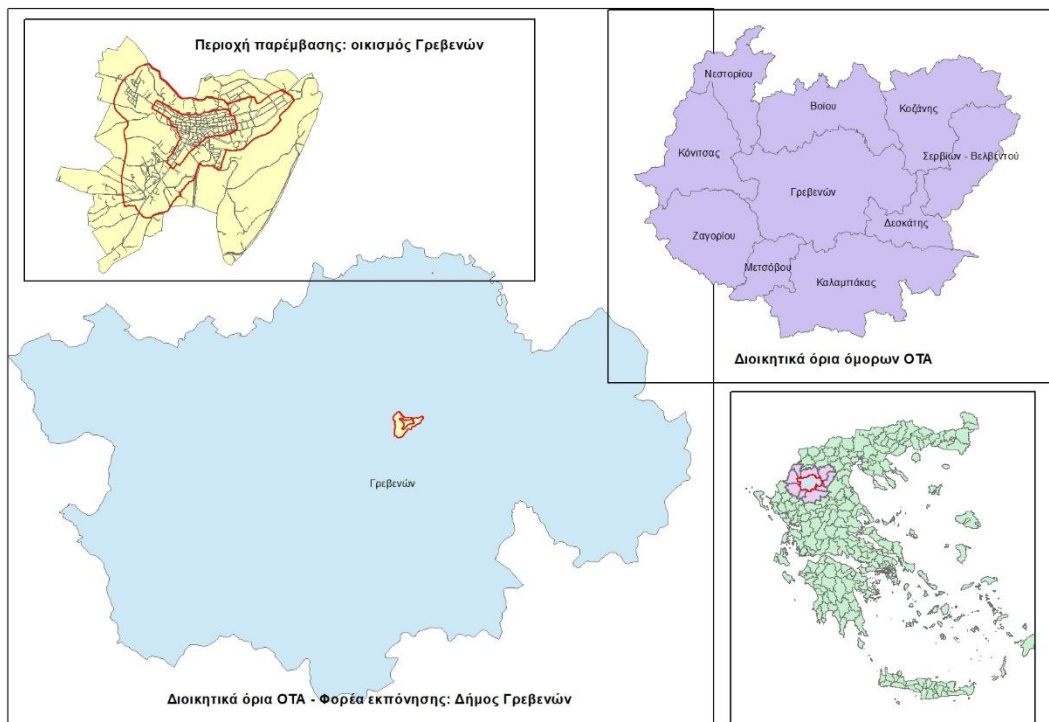 Περιοχή παρέμβασης: οικισμός Γρεβενών
Νεστορίου
Βοΐου
Κοζάνης
Κόνιτσας
Σερβίων - Βελβέντού
Γρεβενών
Δεσκάτης
Ζαγορίου
Μετσόβου
Καλαμπάκας
Διοικητικά όρια όμορων ΟΤΑ
Γρεβενών
Διοικητικά όρια ΟΤΑ - Φορέα εκπόνησης: Δήμος Γρεβενών